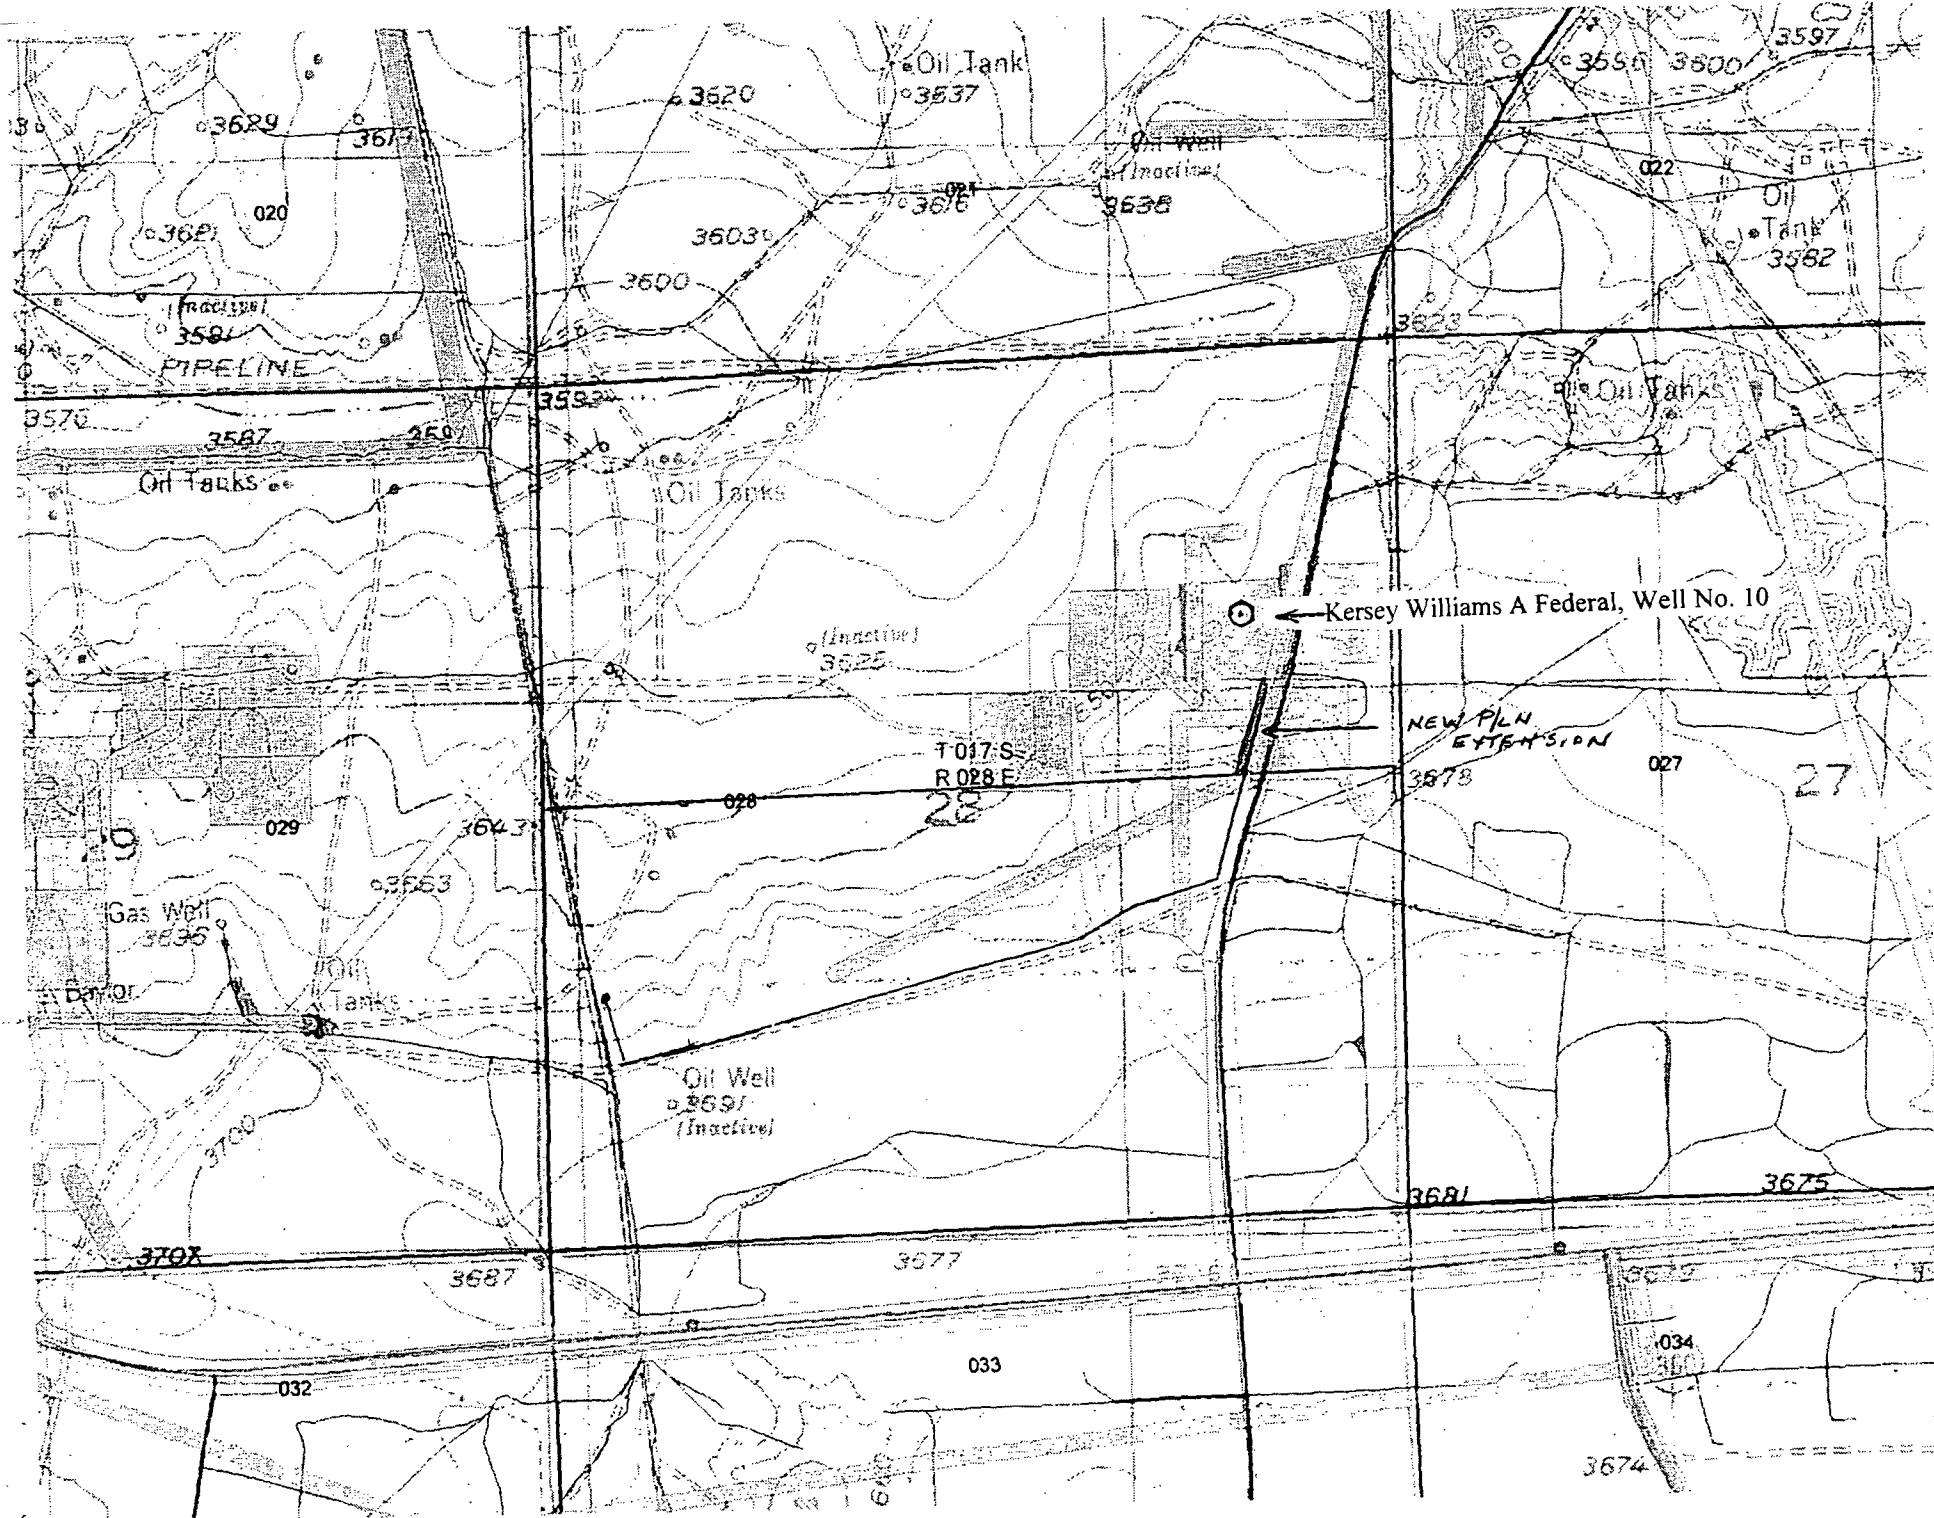 3597
Oil Tank
3600
3620
3637
3629
Oil Well
(Inactive)
022
Oil
Tank
3582
020
3616
3638
3603
3600
(Inactive)
3581
3623
PIPELINE
3593
Oil Tanks
3570
3587
Oil Tanks
Oil Tanks
Kersey Williams A Federal, Well No. 10
(Inactive)
3625
NEW P/LN
EXTENSION
T 017 S
R 028 E
3678
027
27
028
28
029
3643
3663
Gas Well
Oil
Tanks
Oil Well
3691
(Inactive)
3700
3681
3675
3677
3687
033
034
032
3674